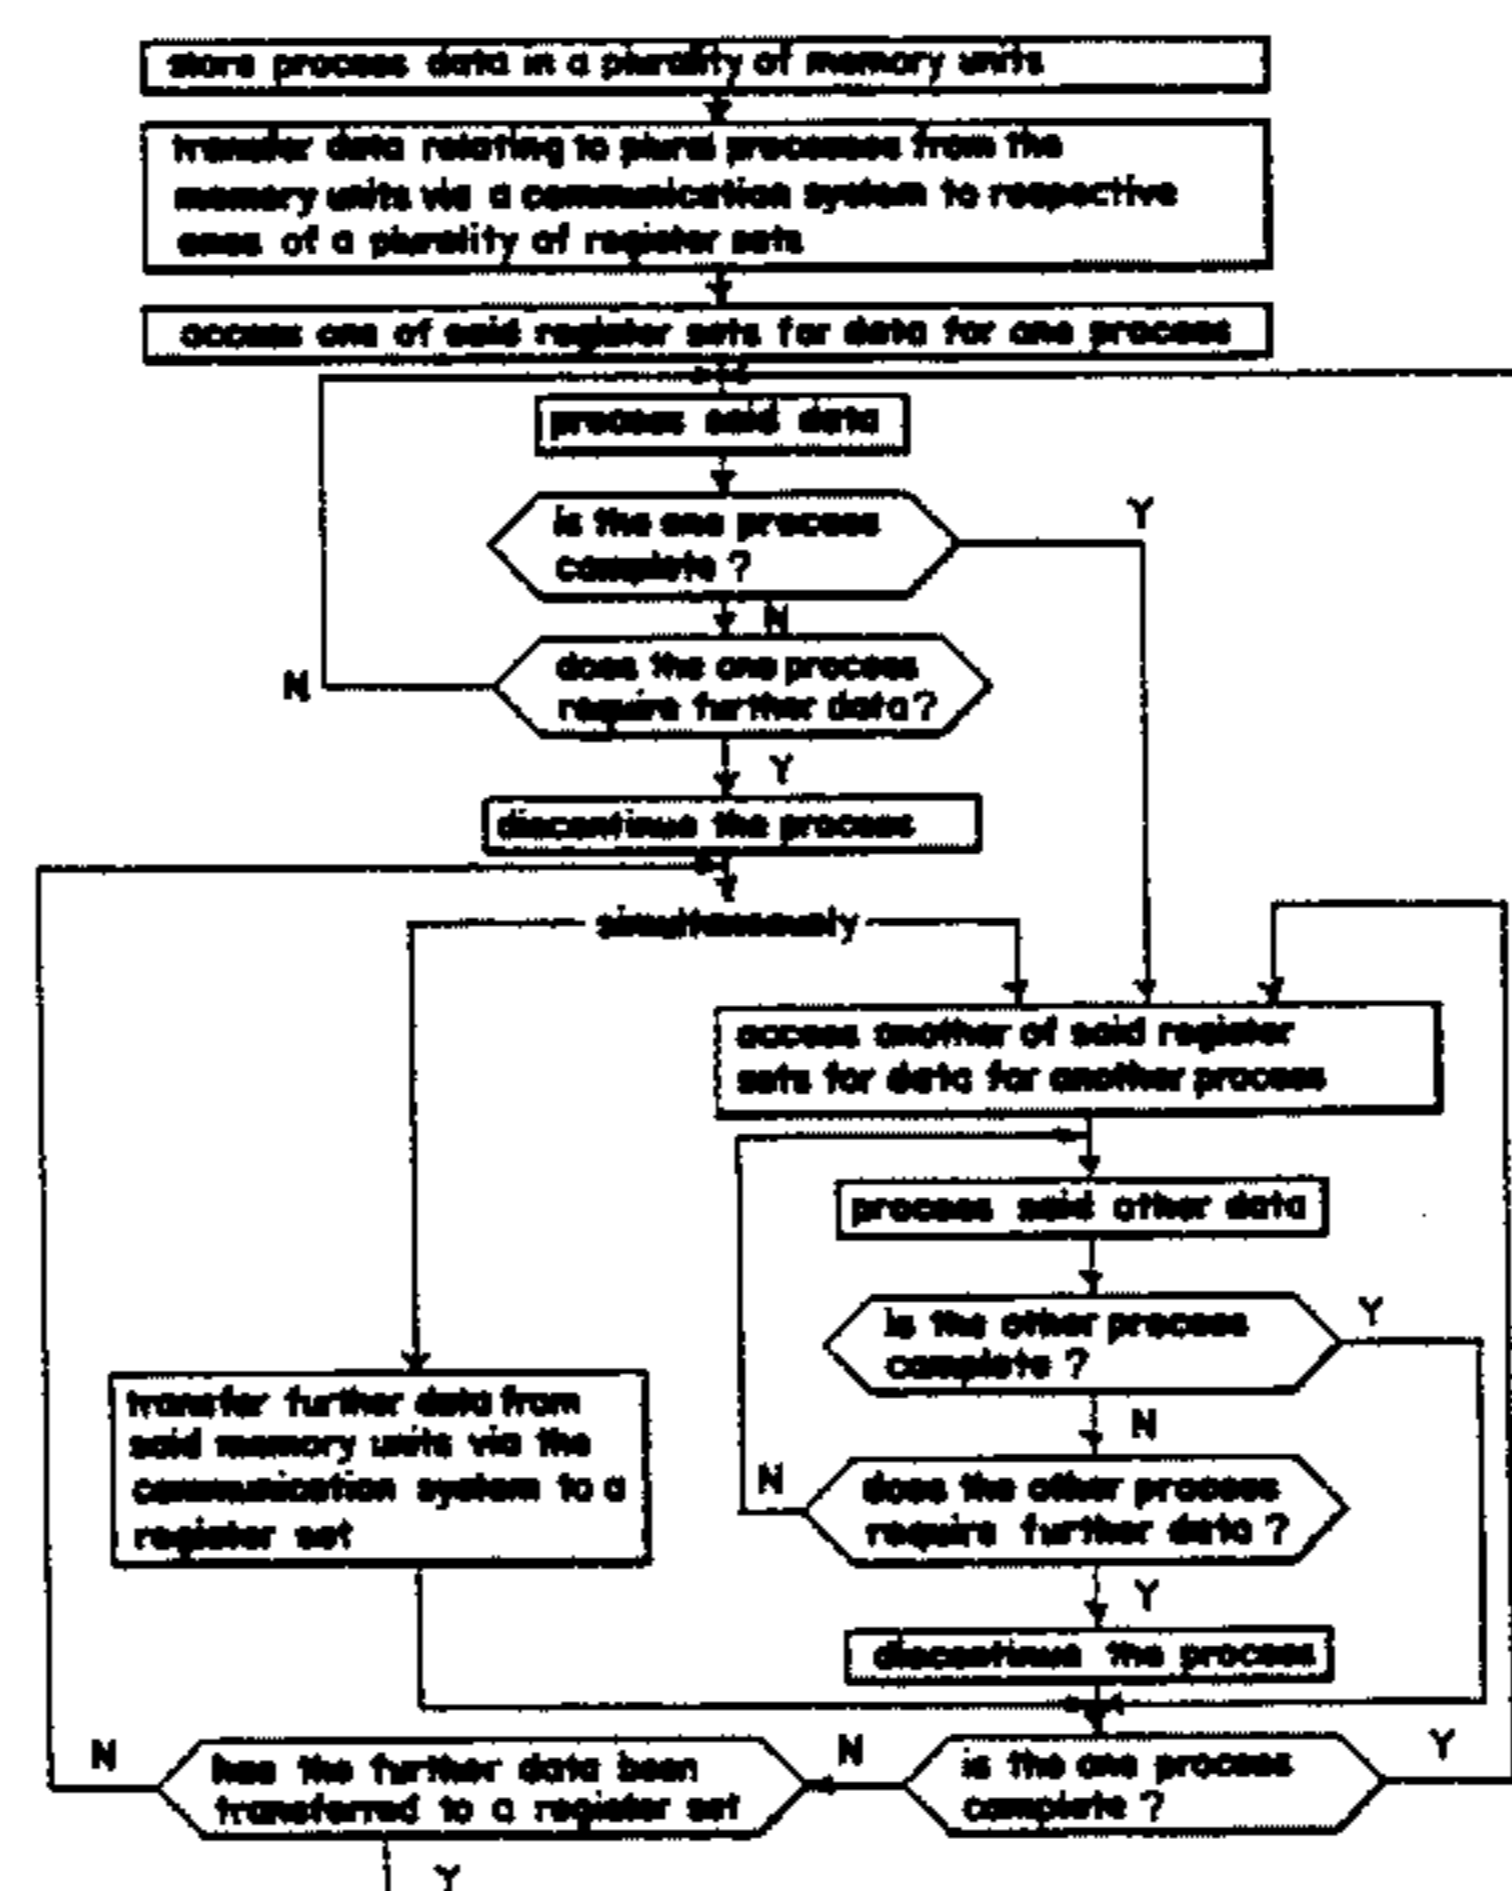 store process data in a plurality of memory units
transfer data relating to plural processes from the
memory units via a communication system to respective
ones of a plurality of register sets
access one of said register sets for data for one process
process said data
is the one process
complete ?
Y
N
does the one process
require further data ?
N
Y
discontinue the process
simultaneously
access another of said register
sets for data for another process
process said other data
is the other process
complete ?
Y
N
transfer further data from
said memory units via the
communication system to a
register set
does the other process
require further data ?
N
Y
discontinue the process
is the one process
complete ?
Y
N
has the further data been
transferred to a register set
N
Y